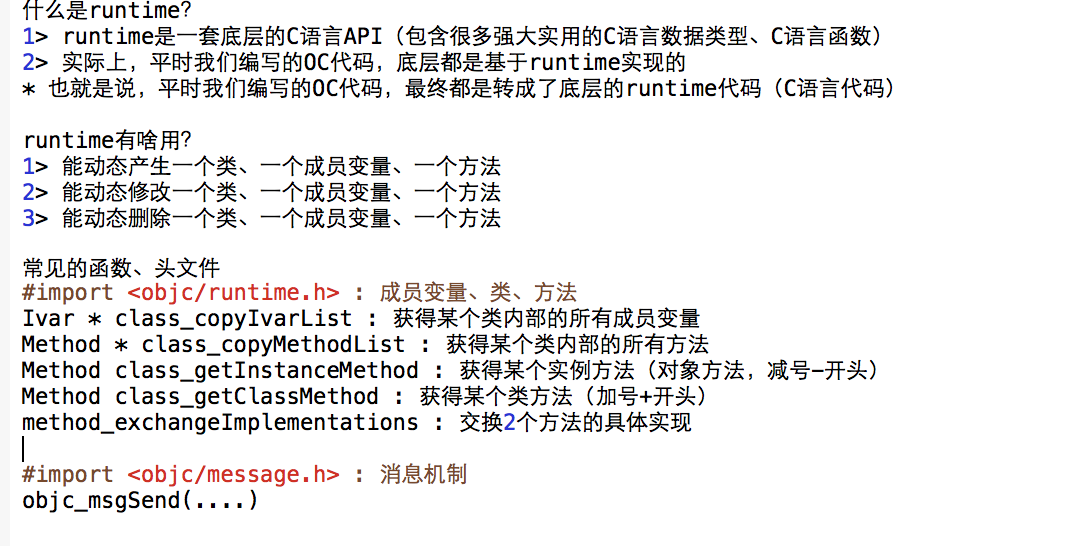 什么是runtime?
1> runtime是一套底层的C语言API（包含很多强大实用的C语言数据类型、C语言函数）
2> 实际上，平时我们编写的OC代码，底层都是基于runtime实现的
* 也就是说，平时我们编写的OC代码，最终都是转成了底层的runtime代码（C语言代码）
runtime有啥用?
1> 能动态产生一个类、一个成员变量、一个方法
2> 能动态修改一个类、一个成员变量、一个方法
3> 能动态删除一个类、一个成员变量、一个方法
常见的函数、头文件
#import <objc/runtime.h> : 成员变量、类、方法
Ivar * class_copyIvarList : 获得某个类内部的所有成员变量
Method * class_copyMethodList : 获得某个类内部的所有方法
Method class_getInstanceMethod : 获得某个实例方法（对象方法，减号-开头）
Method class_getClassMethod : 获得某个类方法（加号+开头）
method_exchangeImplementations : 交换2个方法的具体实现
#import <objc/message.h> : 消息机制
objc_msgSend(....)